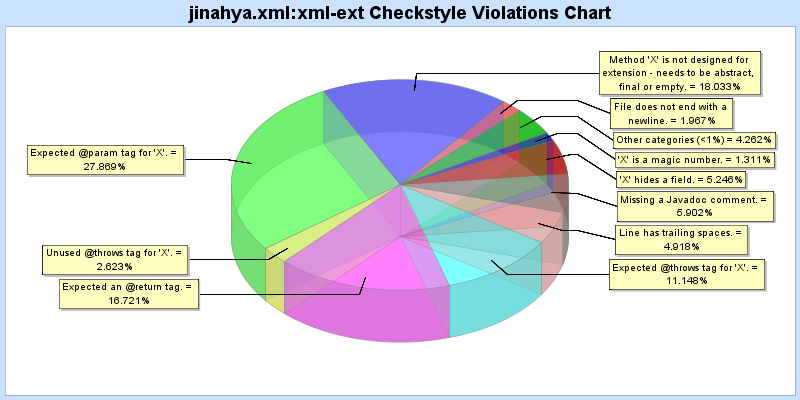 jinahya.xml:xml-ext Checkstyle Violations Chart
Method 'X' is not designed for
extension - needs to be abstract,
final or empty. = 18.033%
File does not end with a
newline. = 1.967%
Other categories (<1%) = 4.262%
'X' is a magic number. = 1.311%
'X' hides a field. = 5.246%
Missing a Javadoc comment. =
5.902%
Line has trailing spaces. =
4.918%
Expected @throws tag for 'X'. =
11.148%
Expected @param tag for 'X'. =
27.869%
Unused @throws tag for 'X'. =
2.623%
Expected an @return tag. =
16.721%